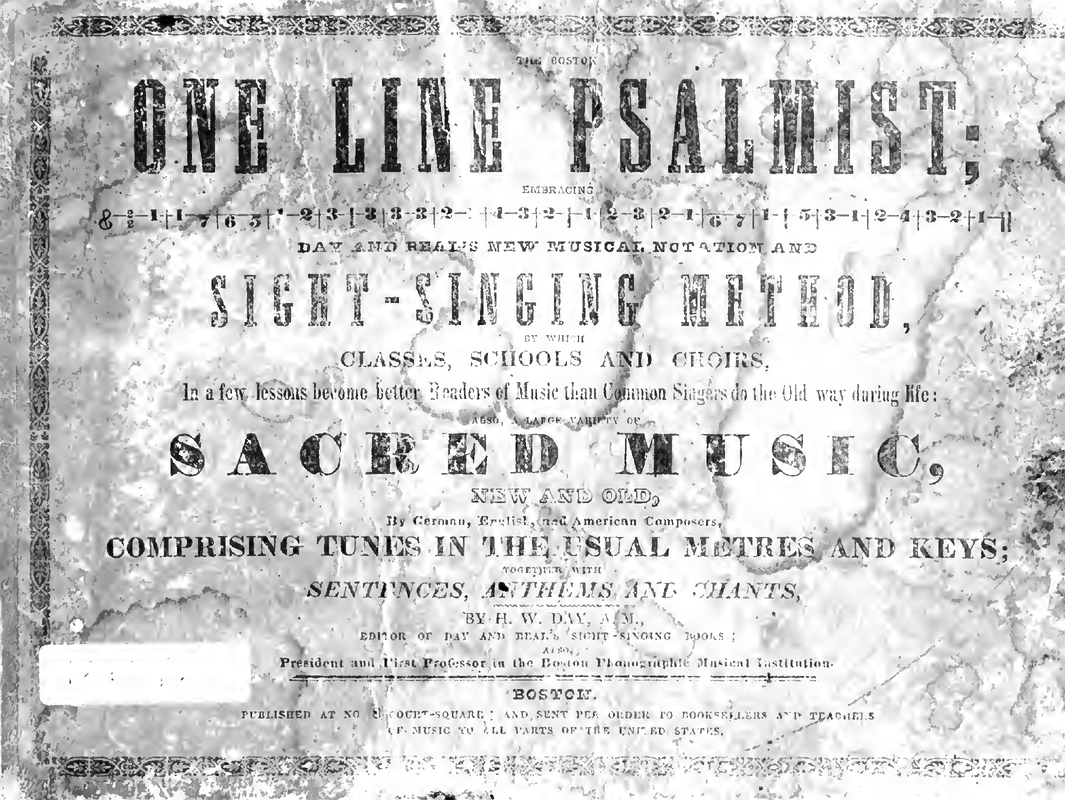 THE BOSTON
ONE LINE PSALMIST;
EMBRACING
DAY AND BEAL'S NEW MUSICAL NOTATION AND
SIGHT-SINGING METHOD,
BY WHICH
CLASSES, SCHOOLS AND CHOIRS,
In a few lessons become better Readers of Music than Common Singers do the Old way during life:
ALSO, A LARGE VARIETY OF
SACRED MUSIC,
NEW AND OLD,
By German, English, and American Composers,
COMPRISING TUNES IN THE USUAL METRES AND KEYS;
TOGETHER WITH
SENTENCES, ANTHEMS, AND CHANTS,
BY H. W. DAY, A.M.,
EDITOR OF DAY AND BEAL'S SIGHT-SINGING BOOKS;
ALSO,
President and First Professor in the Boston Phonographic Musical Institution.
BOSTON.
PUBLISHED AT NO COURT-SQUARE; AND SENT PER ORDER TO BOOKSELLERS AND TEACHERS
OF MUSIC TO ALL PARTS OF THE UNITED STATES.